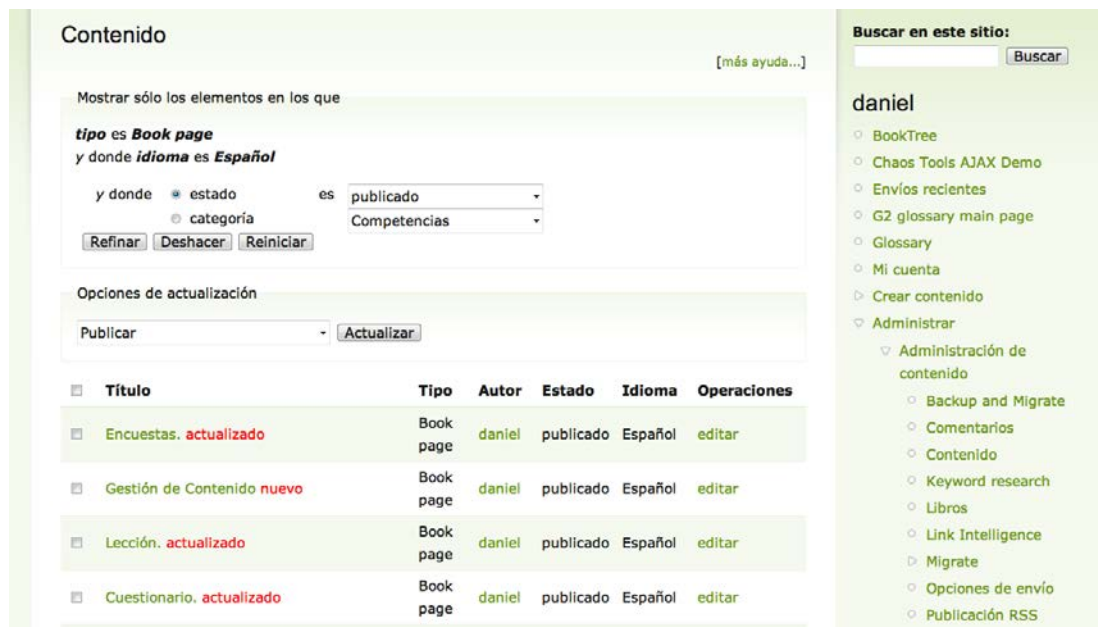 Contenido
[más ayuda...]
Mostrar sólo los elementos en los que
tipo es Book page
y donde idioma es Español
y donde estado es publicado
categoría Competencias
Refinar Deshacer Reiniciar
Opciones de actualización
Publicar Actualizar
Título Tipo Autor Estado Idioma Operaciones
Encuestas. actualizado Book page daniel publicado Español editar
Gestión de Contenido nuevo Book page daniel publicado Español editar
Lección. actualizado Book page daniel publicado Español editar
Cuestionario. actualizado Book page daniel publicado Español editar
Buscar en este sitio:
Buscar
daniel
BookTree
Chaos Tools AJAX Demo
Envíos recientes
G2 glossary main page
Glossary
Mi cuenta
Crear contenido
Administrar
Administración de
contenido
Backup and Migrate
Comentarios
Contenido
Keyword research
Libros
Link Intelligence
Migrate
Opciones de envío
Publicación RSS